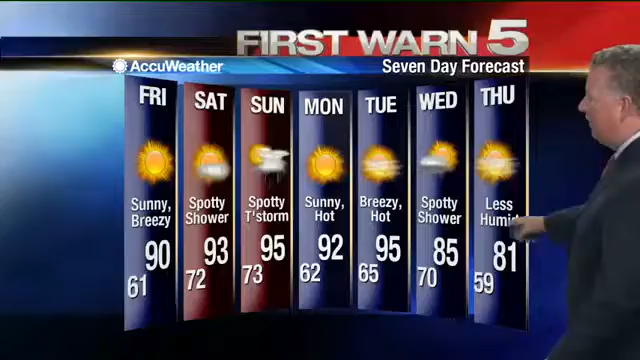 FIRST WARN 5
AccuWeather
Seven Day Forecast
FRI
Sunny,
Breezy
90
61
SAT
Spotty
Shower
93
72
SUN
Spotty
T'storm
95
73
MON
Sunny,
Hot
92
62
TUE
Breezy,
Hot
95
65
WED
Spotty
Shower
85
70
THU
Less
81
59